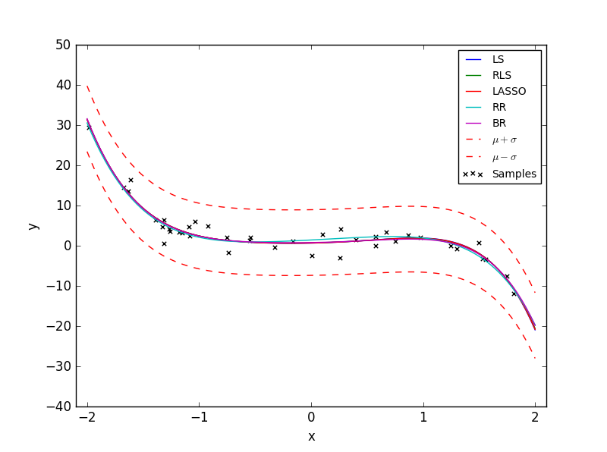 50
40
30
20
10
0
−10
−20
−30
−40
y
−2
−1
0
1
2
x
LS
RLS
LASSO
RR
BR
μ + σ
μ − σ
Samples